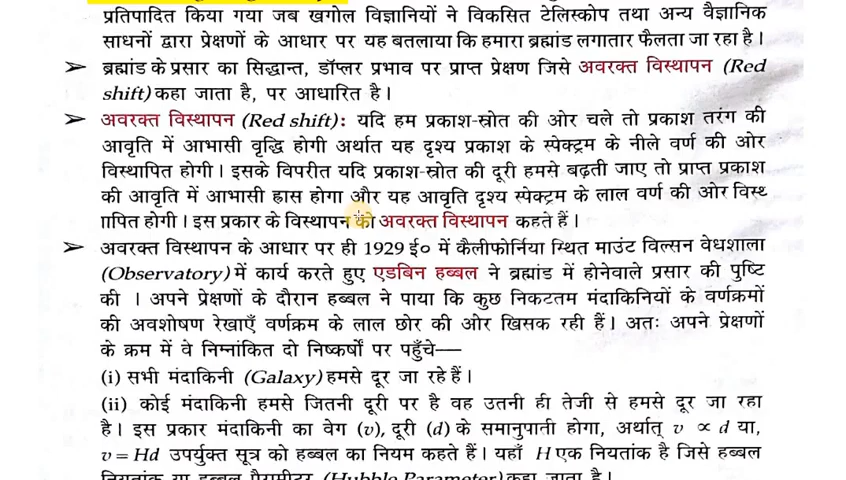 प्रतिपादित किया गया जब खगोल विज्ञानियों ने विकसित टेलिस्कोप तथा अन्य वैज्ञानिक
साधनों द्वारा प्रेक्षणों के आधार पर यह बतलाया कि हमारा ब्रह्मांड लगातार फैलता जा रहा है।
➢ ब्रह्मांड के प्रसार का सिद्धान्त, डॉप्लर प्रभाव पर प्राप्त प्रेक्षण जिसे अवरक्त विस्थापन (Red
shift) कहा जाता है, पर आधारित है।
➢ अवरक्त विस्थापन (Red shift): यदि हम प्रकाश-स्रोत की ओर चले तो प्रकाश तरंग की
आवृति में आभासी वृद्धि होगी अर्थात यह दृश्य प्रकाश के स्पेक्ट्रम के नीले वर्ण की ओर
विस्थापित होगी। इसके विपरीत यदि प्रकाश-स्रोत की दूरी हमसे बढ़ती जाए तो प्राप्त प्रकाश
की आवृति में आभासी ह्रास होगा और यह आवृति दृश्य स्पेक्ट्रम के लाल वर्ण की ओर विस्थ
ापित होगी। इस प्रकार के विस्थापन को अवरक्त विस्थापन कहते हैं।
➢ अवरक्त विस्थापन के आधार पर ही 1929 ई० में कैलीफोर्निया स्थित माउंट विल्सन वेधशाला
(Observatory) में कार्य करते हुए एडबिन हब्बल ने ब्रह्मांड में होनेवाले प्रसार की पुष्टि
की । अपने प्रेक्षणों के दौरान हब्बल ने पाया कि कुछ निकटतम मंदाकिनियों के वर्णक्रमों
की अवशोषण रेखाएँ वर्णक्रम के लाल छोर की ओर खिसक रही हैं। अतः अपने प्रेक्षणों
के क्रम में वे निम्नांकित दो निष्कर्षों पर पहुँचे—
(i) सभी मंदाकिनी (Galaxy) हमसे दूर जा रहे हैं।
(ii) कोई मंदाकिनी हमसे जितनी दूरी पर है वह उतनी ही तेजी से हमसे दूर जा रहा
है। इस प्रकार मंदाकिनी का वेग (v), दूरी (d) के समानुपाती होगा, अर्थात् v ∝ d या,
v = Hd उपर्युक्त सूत्र को हब्बल का नियम कहते हैं। यहाँ H एक नियतांक है जिसे हब्बल
नियतांक या हब्बल पैरामीटर (Hubble Parameter) कहा जाता है।